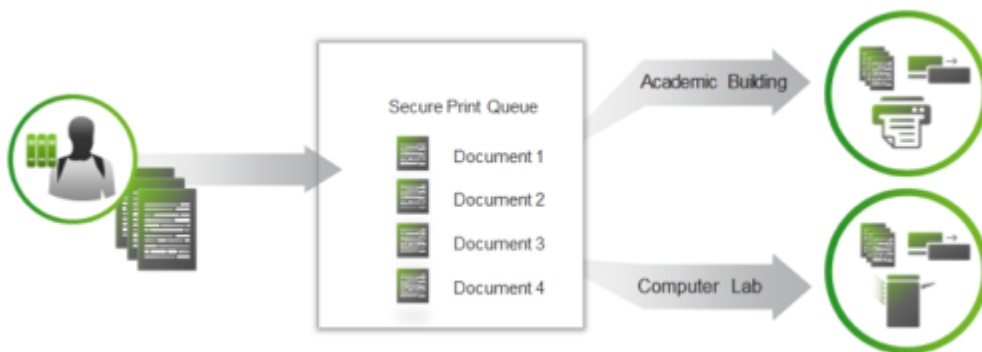 Secure Print Queue
Document 1
Document 2
Document 3
Document 4
Academic Building
Computer Lab